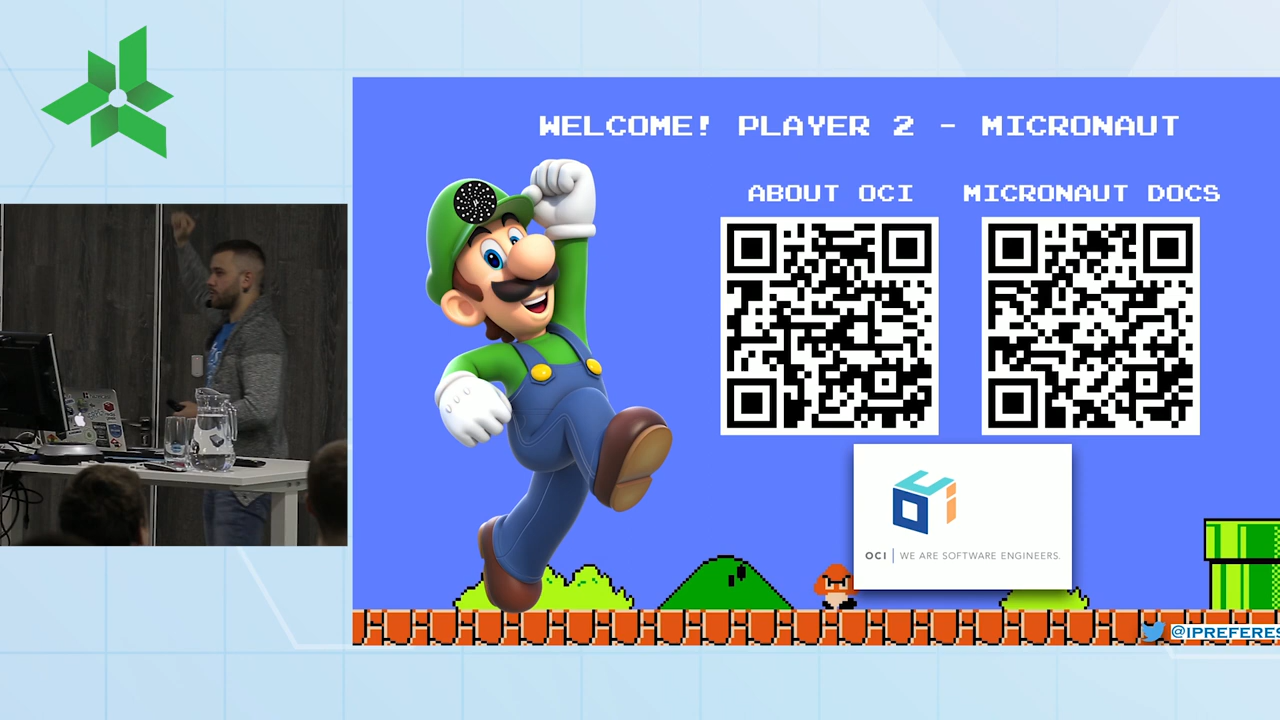 WELCOME! PLAYER 2 - MICRONAUT
ABOUT OCI
MICRONAUT DOCS
OCI | WE ARE SOFTWARE ENGINEERS.
@IPREFERES